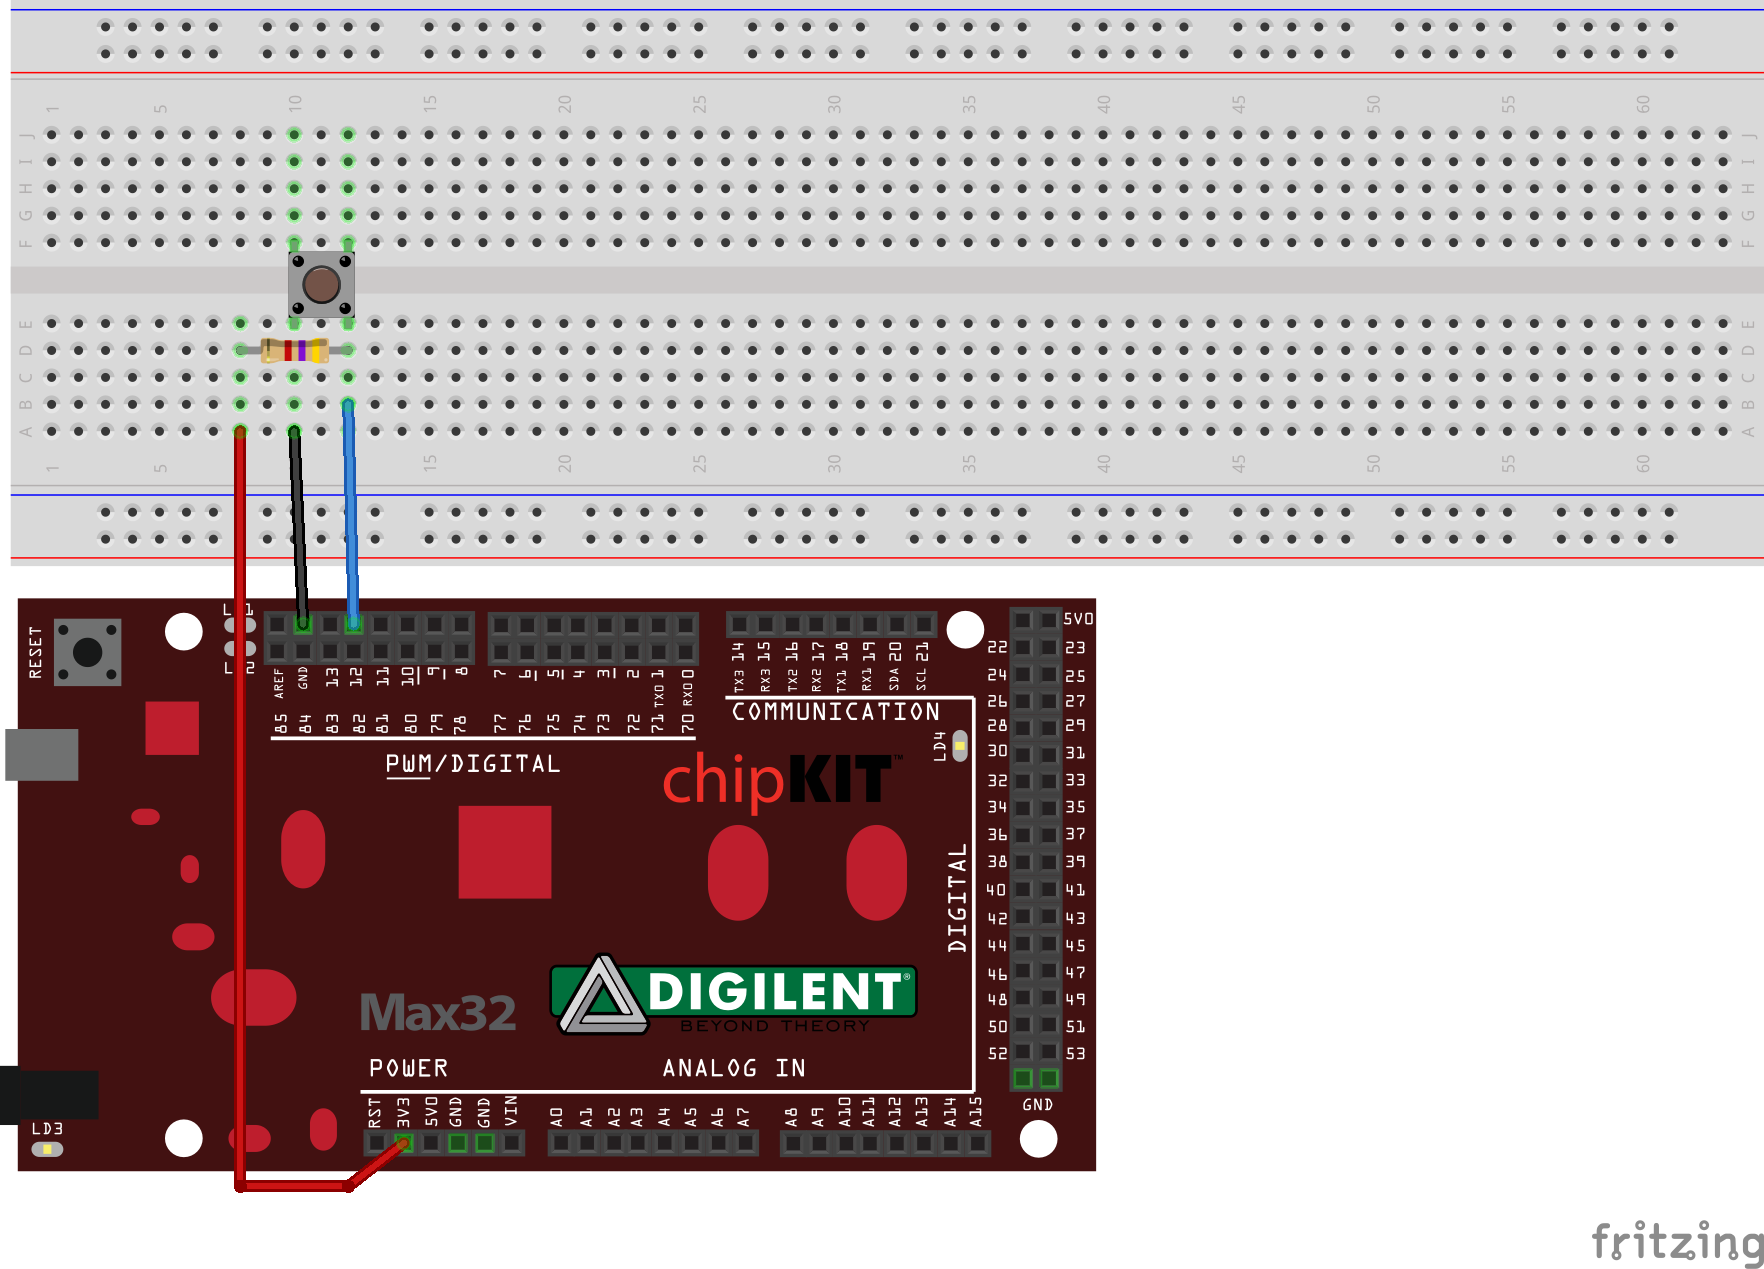 1 5 10 15 20 25 30 35 40 45 50 55 60
J J
I I
H H
G G
F F
E E
D D
C C
B B
A A
1 5 15 20 25 30 35 40 45 50 55 60
RESET
AREF GND 13 12 11 10 9 8 7 6 5 4 3 2 TX0 1 RX0 0
85 84 83 82 81 80 79 78 77 76 75 74 73 72 71 70
PWM/DIGITAL
TX3 14 RX3 15 TX2 16 RX2 17 TX1 18 RX1 19 SDA 20 SCL 21
COMMUNICATION
LD4
chipKIT™
DIGITAL
5V0
22 23
24 25
26 27
28 29
30 31
32 33
34 35
36 37
38 39
40 41
42 43
44 45
46 47
48 49
50 51
52 53
GND
Max32
DIGILENT®
BEYOND THEORY
POWER
ANALOG IN
RST 3V3 5V0 GND GND VIN
A0 A1 A2 A3 A4 A5 A6 A7
A8 A9 A10 A11 A12 A13 A14 A15
LD3
fritzing